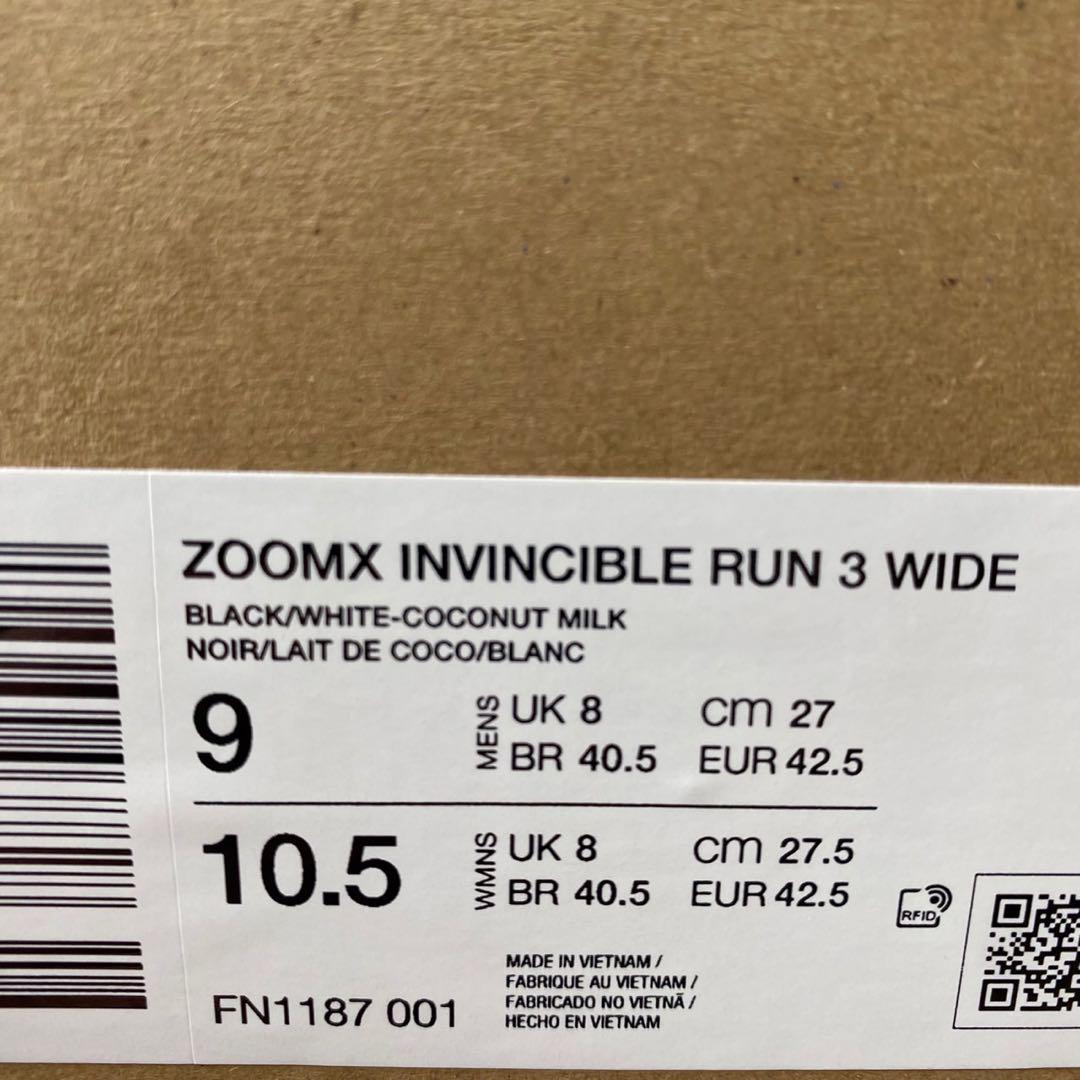 ZOOMX INVINCIBLE RUN 3 WIDE
BLACK/WHITE-COCONUT MILK
NOIR/LAIT DE COCO/BLANC
9 MENS UK 8 cm 27
BR 40.5 EUR 42.5
10.5 WMNS UK 8 cm 27.5
BR 40.5 EUR 42.5
RFID
MADE IN VIETNAM /
FABRIQUE AU VIETNAM /
FABRICADO NO VIETNÃ /
HECHO EN VIETNAM
FN1187 001